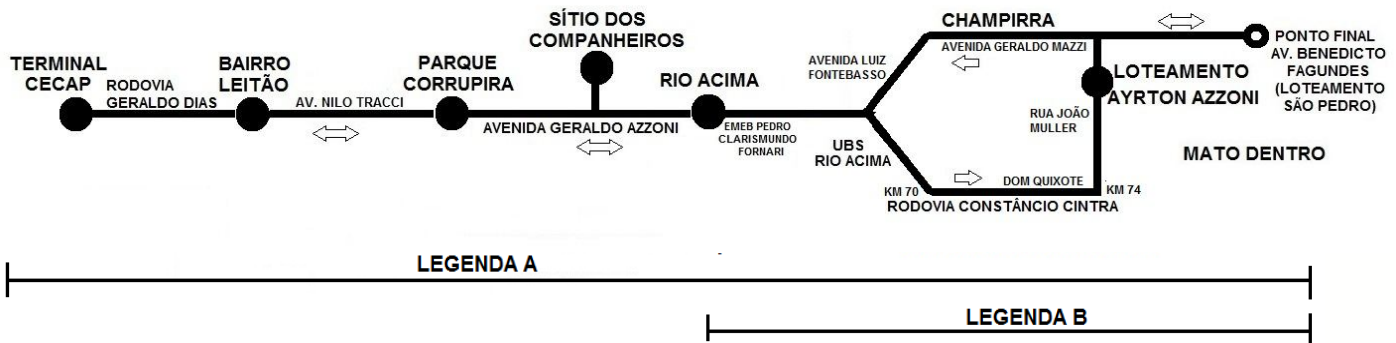 TERMINAL
CECAP
RODOVIA
GERALDO DIAS
BAIRRO
LEITÃO
AV. NILO TRACCI
PARQUE
CORRUPIRA
SÍTIO DOS
COMPANHEIROS
AVENIDA GERALDO AZZONI
RIO ACIMA
EMEB PEDRO
CLARISMUNDO
FORNARI
AVENIDA LUIZ
FONTEBASSO
UBS
RIO ACIMA
CHAMPIRRA
AVENIDA GERALDO MAZZI
LOTEAMENTO
AYRTON AZZONI
RUA JOÃO
MULLER
DOM QUIXOTE
KM 70
KM 74
RODOVIA CONSTÂNCIO CINTRA
PONTO FINAL
AV. BENEDICTO
FAGUNDES
(LOTEAMENTO
SÃO PEDRO)
MATO DENTRO
LEGENDA A
LEGENDA B